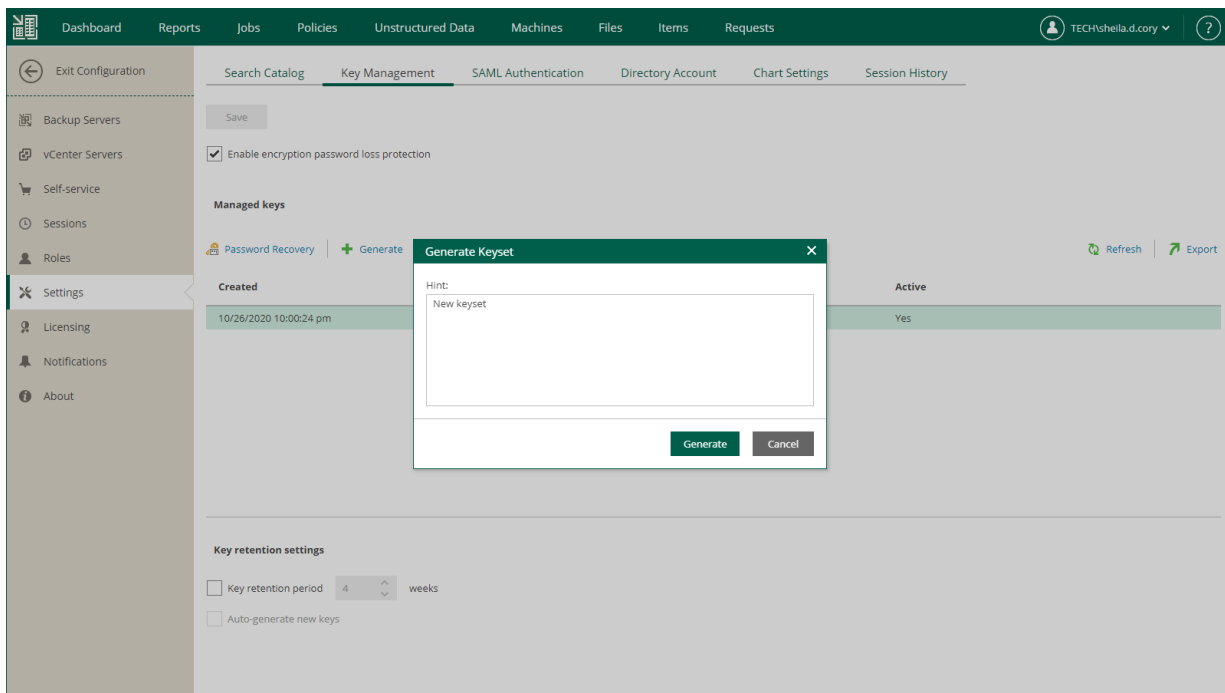 Dashboard Reports Jobs Policies Unstructured Data Machines Files Items Requests TECH\sheila.d.cory ?
Exit Configuration
Search Catalog Key Management SAML Authentication Directory Account Chart Settings Session History
Backup Servers
Save
vCenter Servers
Enable encryption password loss protection
Self-service
Managed keys
Sessions
Password Recovery Generate
Generate Keyset
Refresh Export
Roles
Settings
Created
Hint:
Active
New keyset
10/26/2020 10:00:24 pm
Yes
Licensing
Notifications
About
Generate Cancel
Key retention settings
Key retention period 4 weeks
Auto-generate new keys